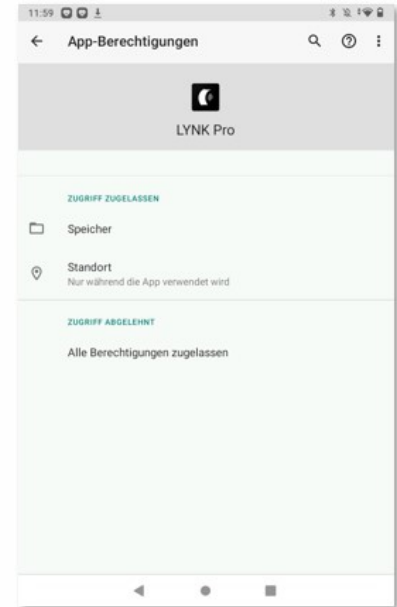 11:59
App-Berechtigungen
LYNK Pro
ZUGRIFF ZUGELASSEN
Speicher
Standort
Nur während die App verwendet wird
ZUGRIFF ABGELEHNT
Alle Berechtigungen zugelassen